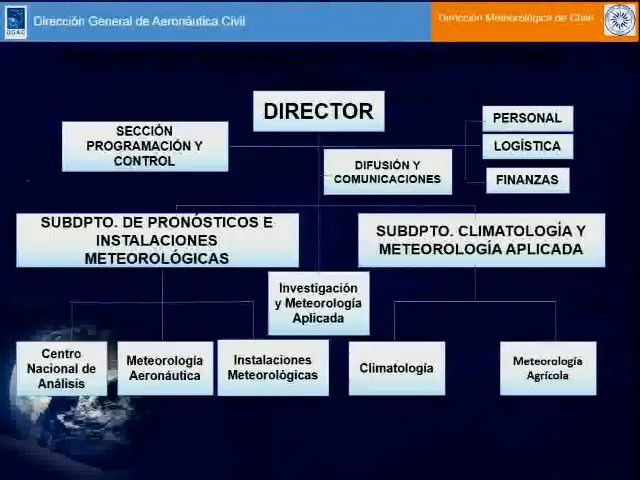 Dirección General de Aeronáutica Civil
Dirección Meteorológica de Chile
DGAC
DIRECTOR
PERSONAL
SECCIÓN
PROGRAMACIÓN Y
CONTROL
LOGÍSTICA
DIFUSIÓN Y
COMUNICACIONES
FINANZAS
SUBDPTO. DE PRONÓSTICOS E
INSTALACIONES
METEOROLÓGICAS
SUBDPTO. CLIMATOLOGÍA Y
METEOROLOGÍA APLICADA
Investigación
y Meteorología
Aplicada
Centro
Nacional de
Análisis
Meteorología
Aeronáutica
Instalaciones
Meteorológicas
Climatología
Meteorología
Agrícola